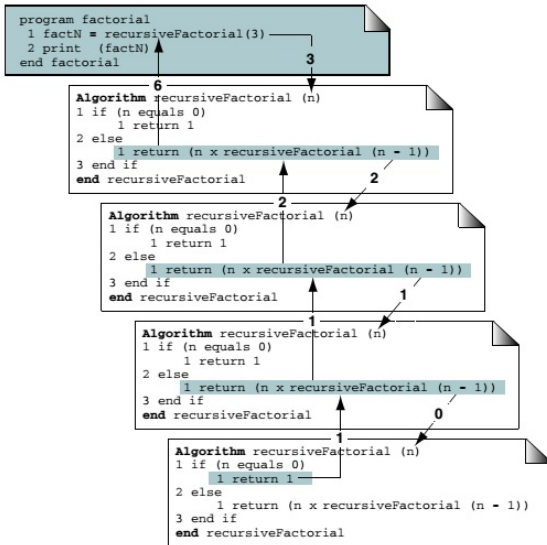 program factorial
1 factN = recursiveFactorial(3)
2 print (factN)
end factorial
6
3
Algorithm recursiveFactorial (n)
1 if (n equals 0)
1 return 1
2 else
1 return (n x recursiveFactorial (n - 1))
3 end if
end recursiveFactorial
2
2
Algorithm recursiveFactorial (n)
1 if (n equals 0)
1 return 1
2 else
1 return (n x recursiveFactorial (n - 1))
3 end if
end recursiveFactorial
1
1
Algorithm recursiveFactorial (n)
1 if (n equals 0)
1 return 1
2 else
1 return (n x recursiveFactorial (n - 1))
3 end if
end recursiveFactorial
0
1
Algorithm recursiveFactorial (n)
1 if (n equals 0)
1 return 1
2 else
1 return (n x recursiveFactorial (n - 1))
3 end if
end recursiveFactorial